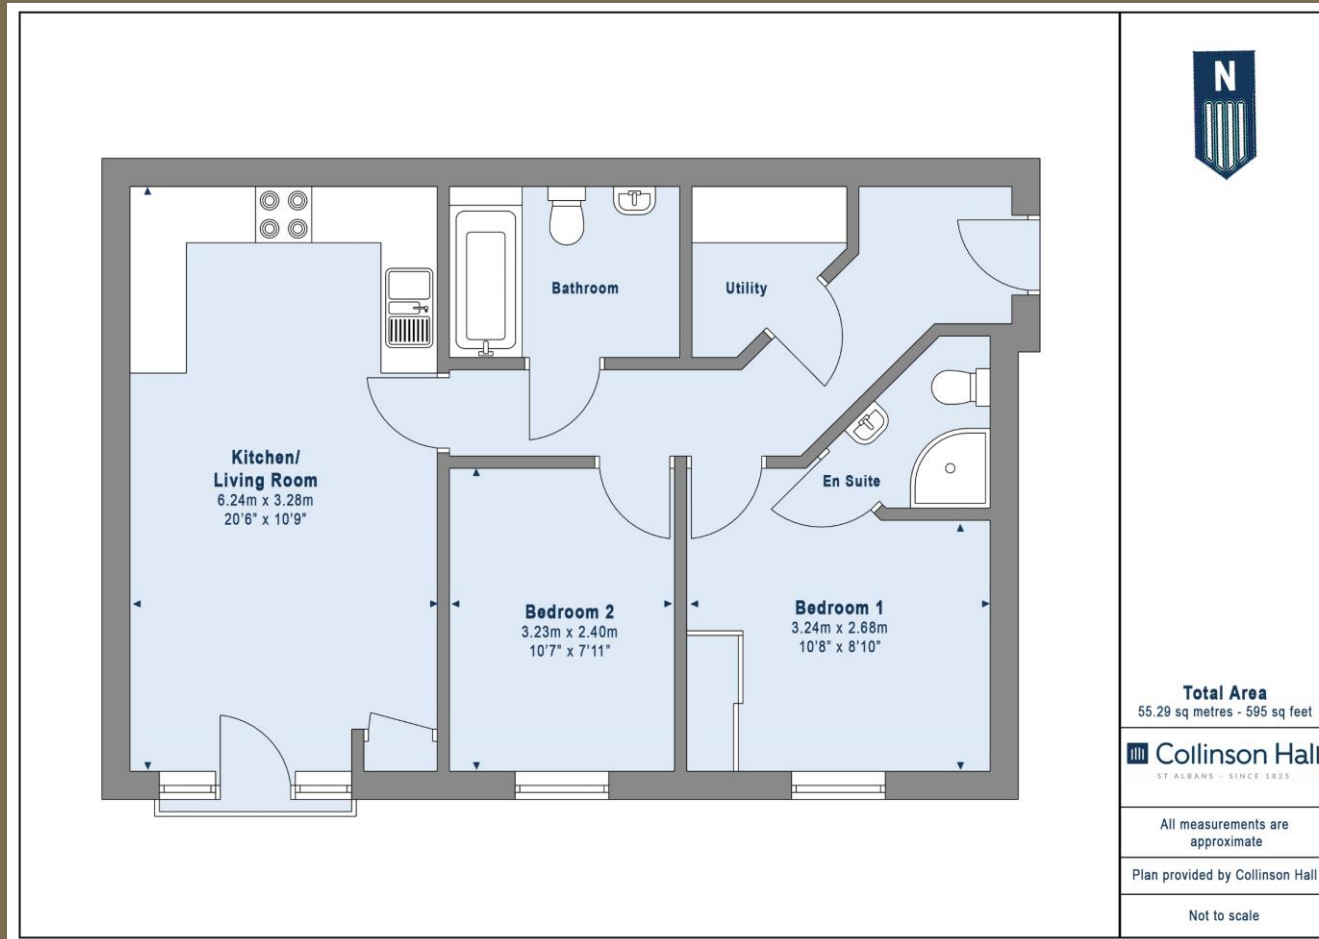 N
Bathroom
Utility
Kitchen/
Living Room
6.24m x 3.28m
20'6" x 10'9"
En Suite
Bedroom 2
3.23m x 2.40m
10'7" x 7'11"
Bedroom 1
3.24m x 2.68m
10'8" x 8'10"
Total Area
55.29 sq metres - 595 sq feet
Collinson Hall
ST ALBANS - SINCE 1825
All measurements are
approximate
Plan provided by Collinson Hall
Not to scale